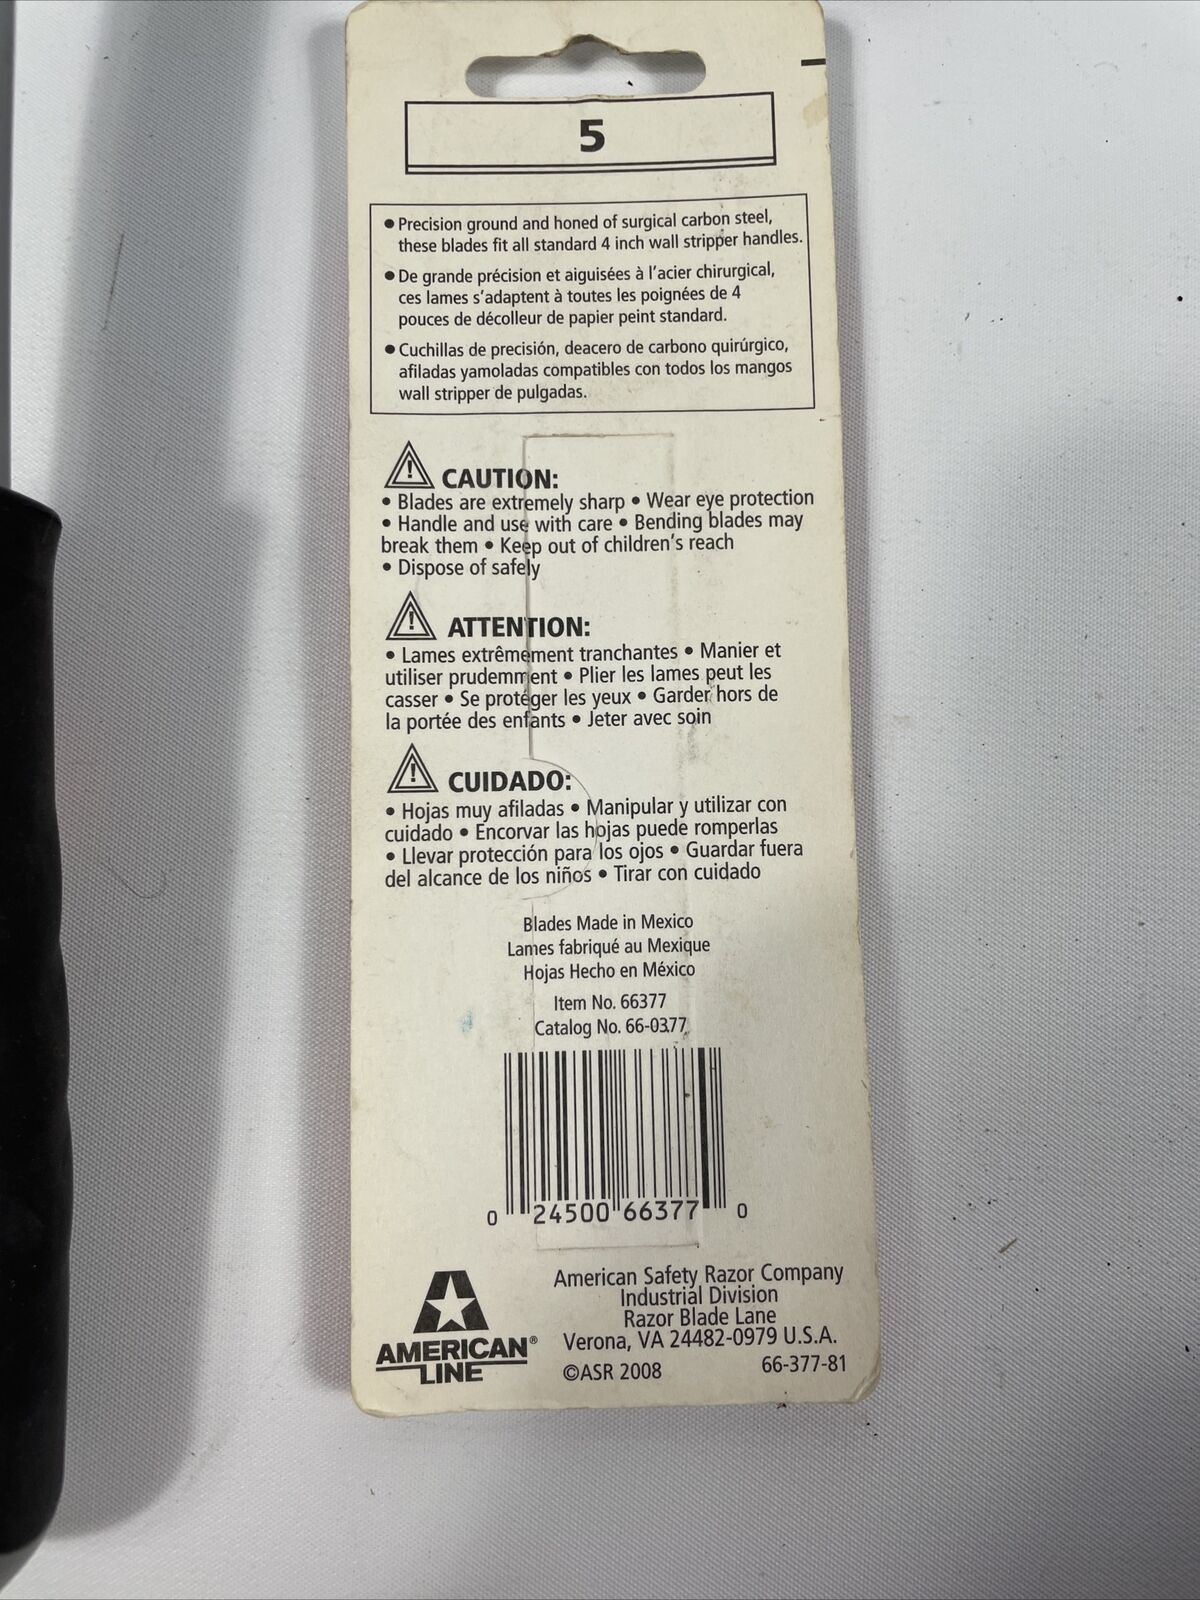 5
• Precision ground and honed of surgical carbon steel,
these blades fit all standard 4 inch wall stripper handles.
• De grande précision et aiguisées à l'acier chirurgical,
ces lames s'adaptent à toutes les poignées de 4
pouces de décolleur de papier peint standard.
• Cuchillas de precisión, deacero de carbono quirúrgico,
afiladas yamoladas compatibles con todos los mangos
wall stripper de pulgadas.
! CAUTION:
• Blades are extremely sharp • Wear eye protection
• Handle and use with care • Bending blades may
break them • Keep out of children's reach
• Dispose of safely
! ATTENTION:
• Lames extrêmement tranchantes • Manier et
utiliser prudemment • Plier les lames peut les
casser • Se protéger les yeux • Garder hors de
la portée des enfants • Jeter avec soin
! CUIDADO:
• Hojas muy afiladas • Manipular y utilizar con
cuidado • Encorvar las hojas puede romperlas
• Llevar protección para los ojos • Guardar fuera
del alcance de los niños • Tirar con cuidado
Blades Made in Mexico
Lames fabriqué au Mexique
Hojas Hecho en México
Item No. 66377
Catalog No. 66-0377
0 24500 66377 0
American Safety Razor Company
Industrial Division
Razor Blade Lane
Verona, VA 24482-0979 U.S.A.
©ASR 2008 66-377-81
AMERICAN®
LINE